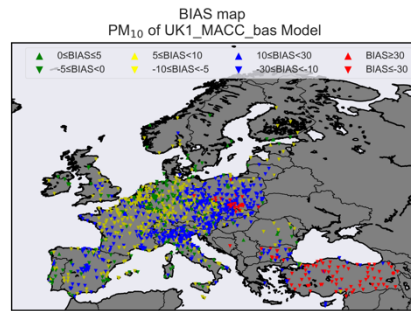 BIAS map
PM₁₀ of UK1_MACC_bas Model
0≤BIAS≤5 5≤BIAS<10 10≤BIAS<30 BIAS≥30
-5≤BIAS<0 -10≤BIAS<-5 -30≤BIAS<-10 BIAS≤-30